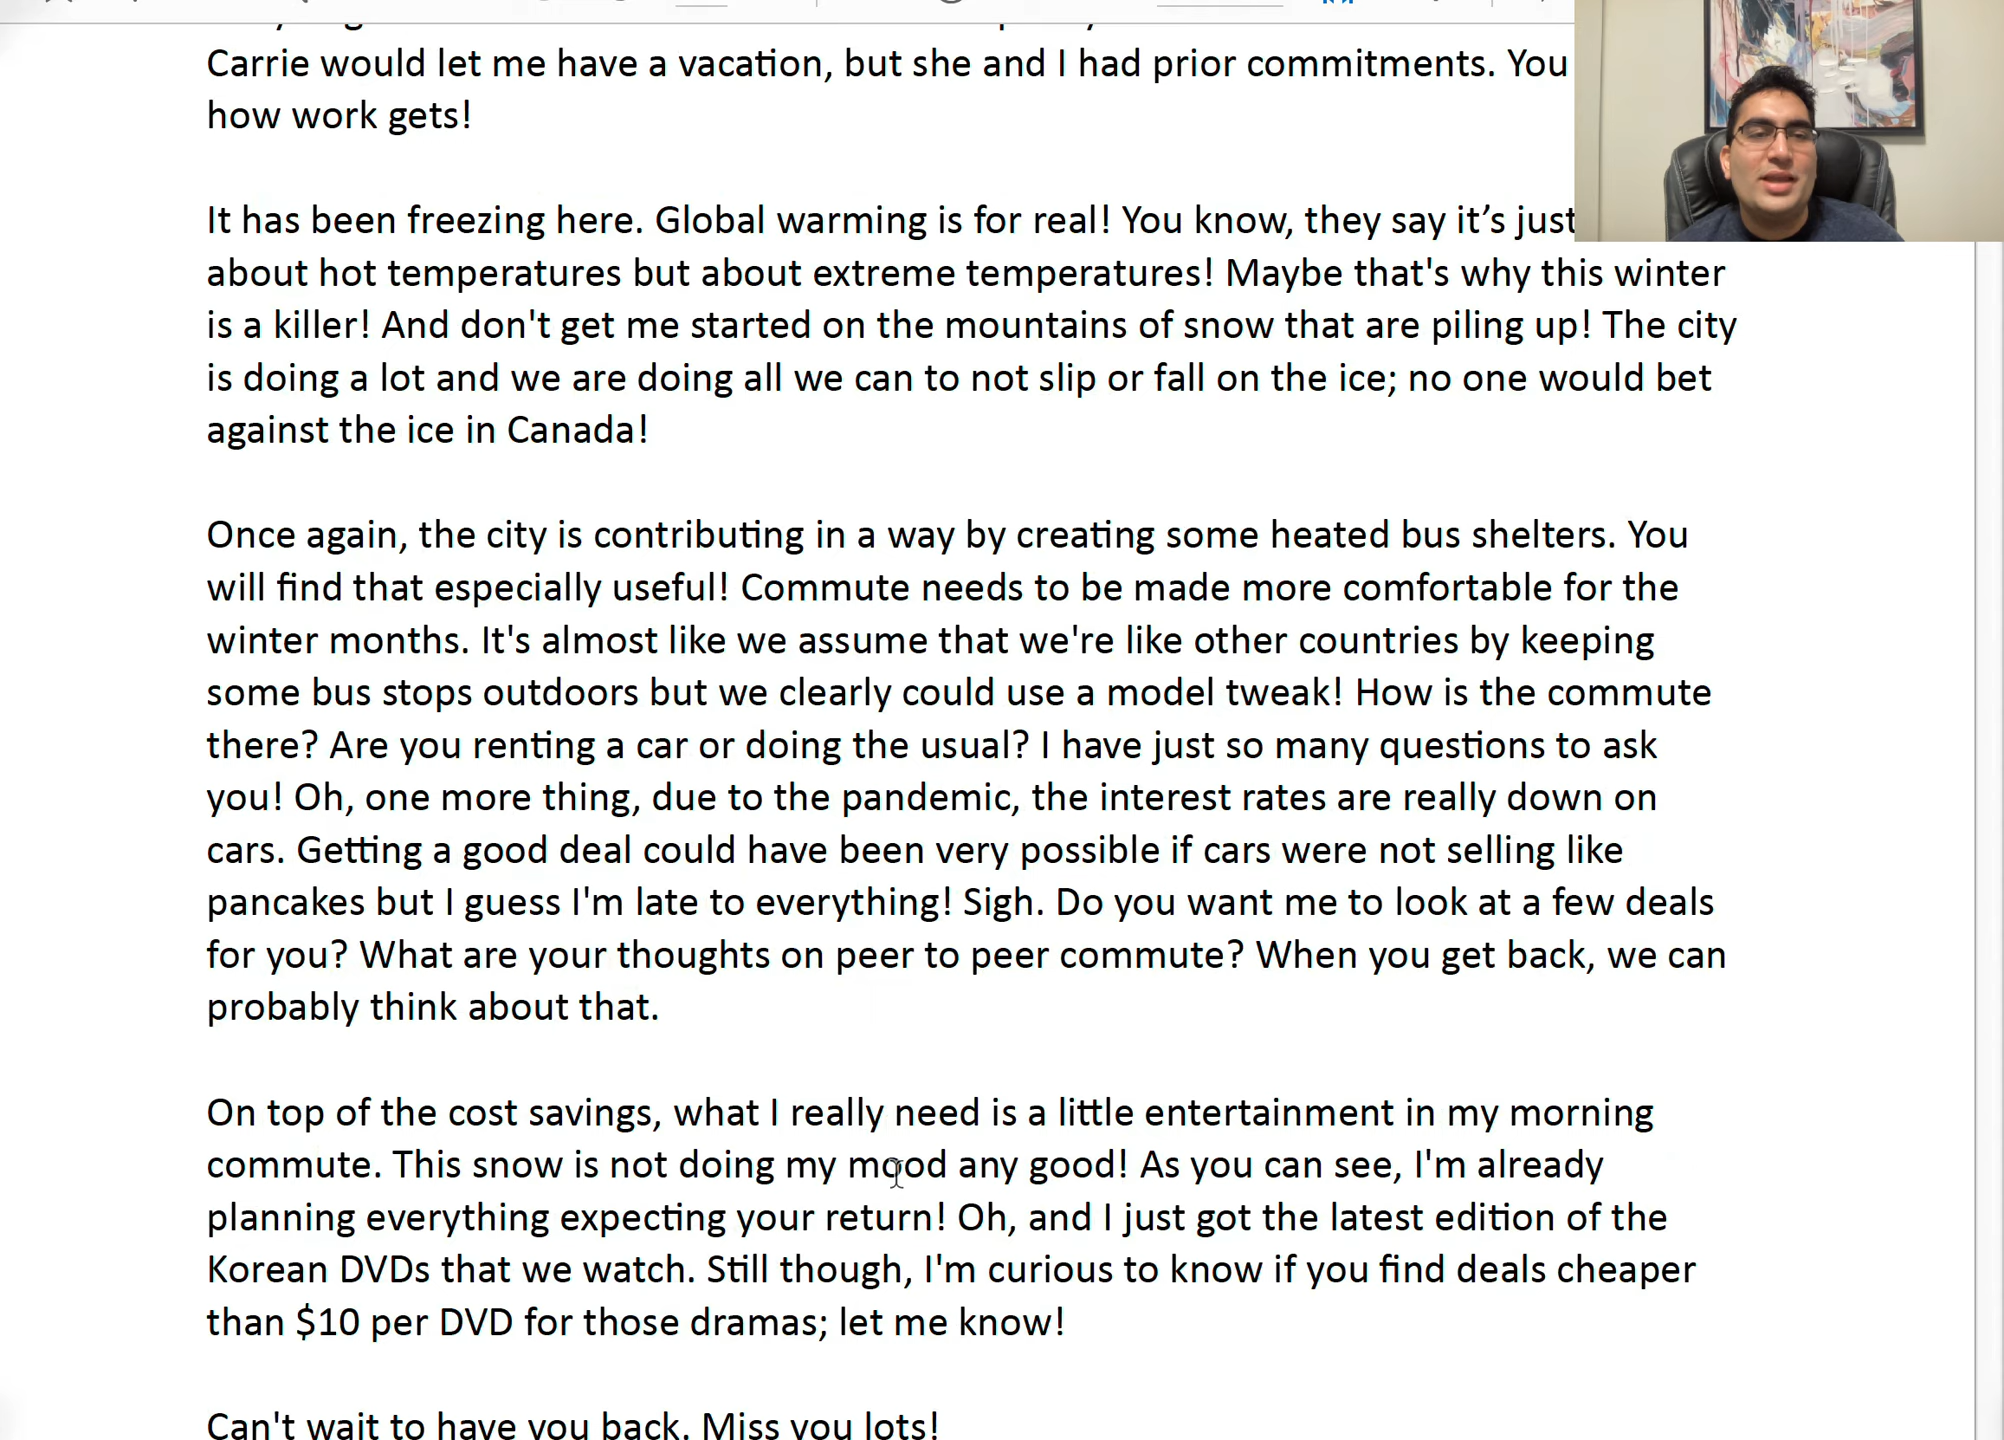 Carrie would let me have a vacation, but she and I had prior commitments. You
how work gets!
It has been freezing here. Global warming is for real! You know, they say it’s just
about hot temperatures but about extreme temperatures! Maybe that's why this winter
is a killer! And don't get me started on the mountains of snow that are piling up! The city
is doing a lot and we are doing all we can to not slip or fall on the ice; no one would bet
against the ice in Canada!
Once again, the city is contributing in a way by creating some heated bus shelters. You
will find that especially useful! Commute needs to be made more comfortable for the
winter months. It's almost like we assume that we're like other countries by keeping
some bus stops outdoors but we clearly could use a model tweak! How is the commute
there? Are you renting a car or doing the usual? I have just so many questions to ask
you! Oh, one more thing, due to the pandemic, the interest rates are really down on
cars. Getting a good deal could have been very possible if cars were not selling like
pancakes but I guess I'm late to everything! Sigh. Do you want me to look at a few deals
for you? What are your thoughts on peer to peer commute? When you get back, we can
probably think about that.
On top of the cost savings, what I really need is a little entertainment in my morning
commute. This snow is not doing my mood any good! As you can see, I'm already
planning everything expecting your return! Oh, and I just got the latest edition of the
Korean DVDs that we watch. Still though, I'm curious to know if you find deals cheaper
than $10 per DVD for those dramas; let me know!
Can't wait to have you back. Miss you lots!